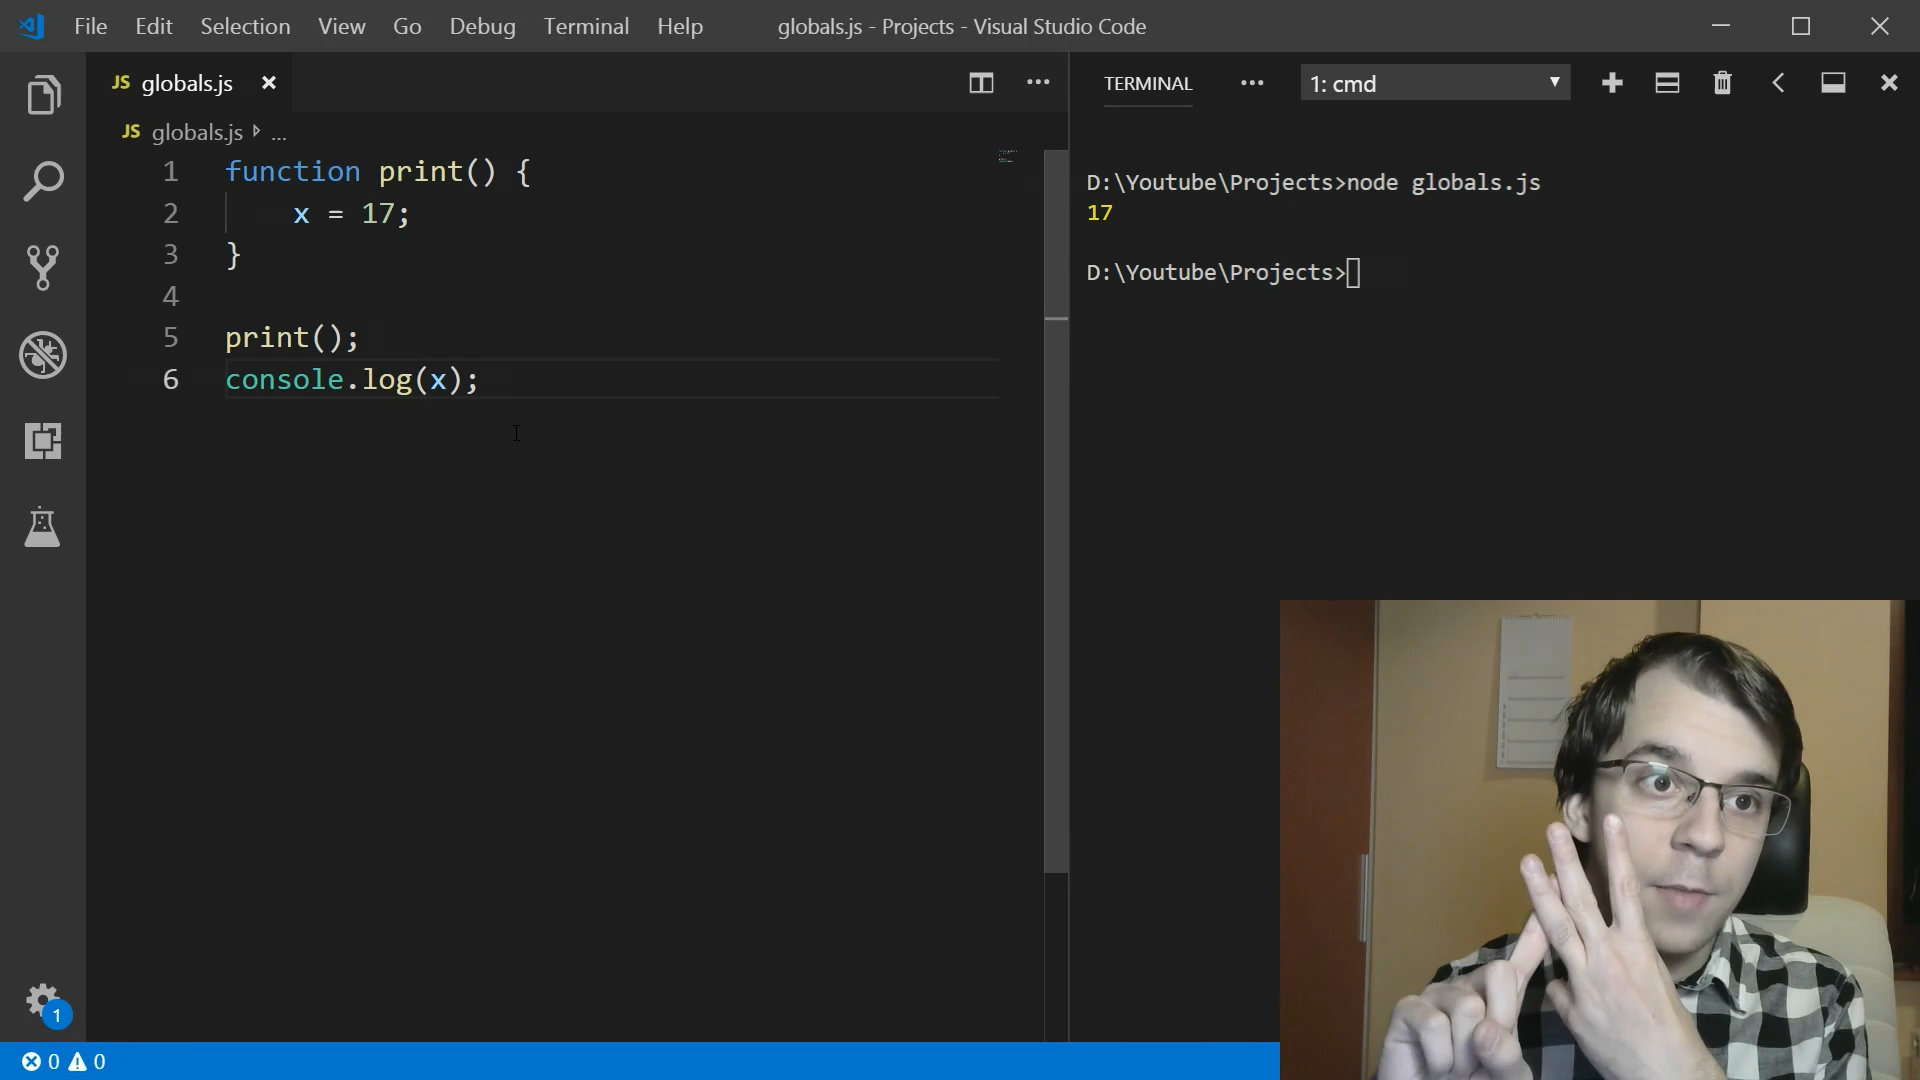 File Edit Selection View Go Debug Terminal Help globals.js - Projects - Visual Studio Code
JS globals.js
JS globals.js ...
1 function print() {
2 x = 17;
3 }
4
5 print();
6 console.log(x);
TERMINAL 1: cmd
D:\Youtube\Projects>node globals.js
17
D:\Youtube\Projects>
1
0 0